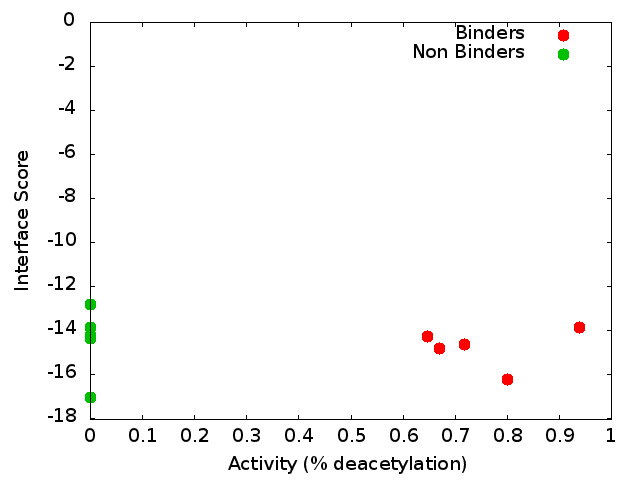 0
-2
-4
-6
-8
-10
-12
-14
-16
-18
Interface Score
Binders
Non Binders
0 0.1 0.2 0.3 0.4 0.5 0.6 0.7 0.8 0.9 1
Activity (% deacetylation)